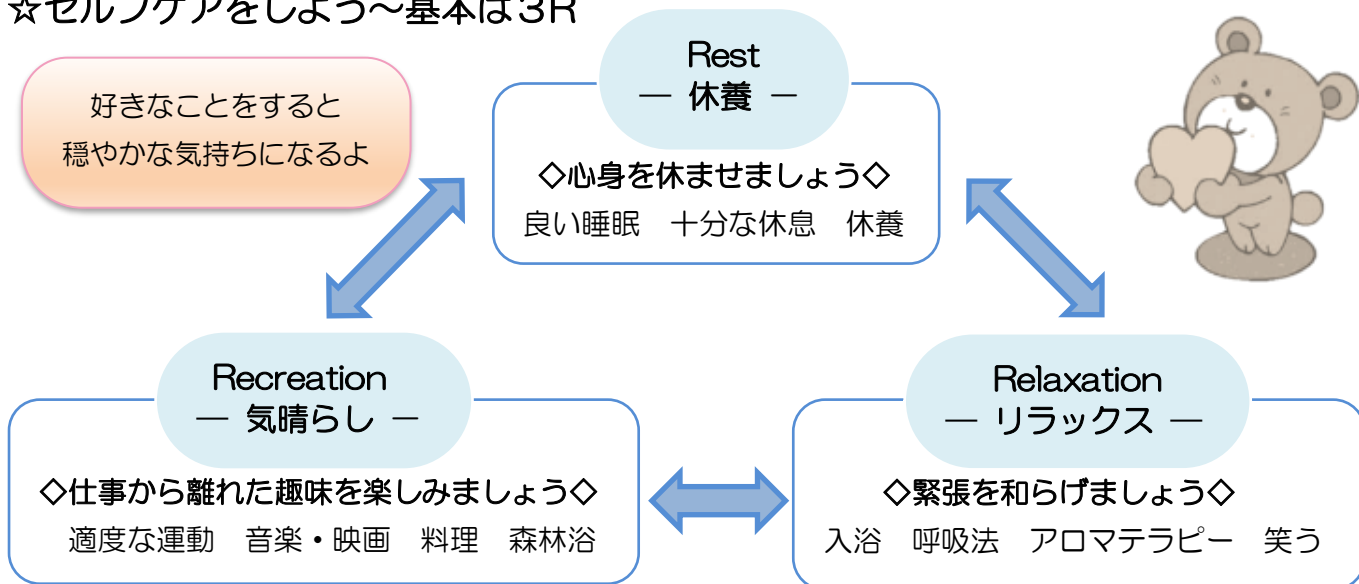 ☆セルフケアをしよう～基本は３Ｒ
好きなことをすると
穏やかな気持ちになるよ
Rest
― 休養 －
◇心身を休ませましょう◇
良い睡眠　十分な休息　休養
Recreation
― 気晴らし －
◇仕事から離れた趣味を楽しみましょう◇
適度な運動　音楽・映画　料理　森林浴
Relaxation
― リラックス ―
◇緊張を和らげましょう◇
入浴　呼吸法　アロマテラピー　笑う